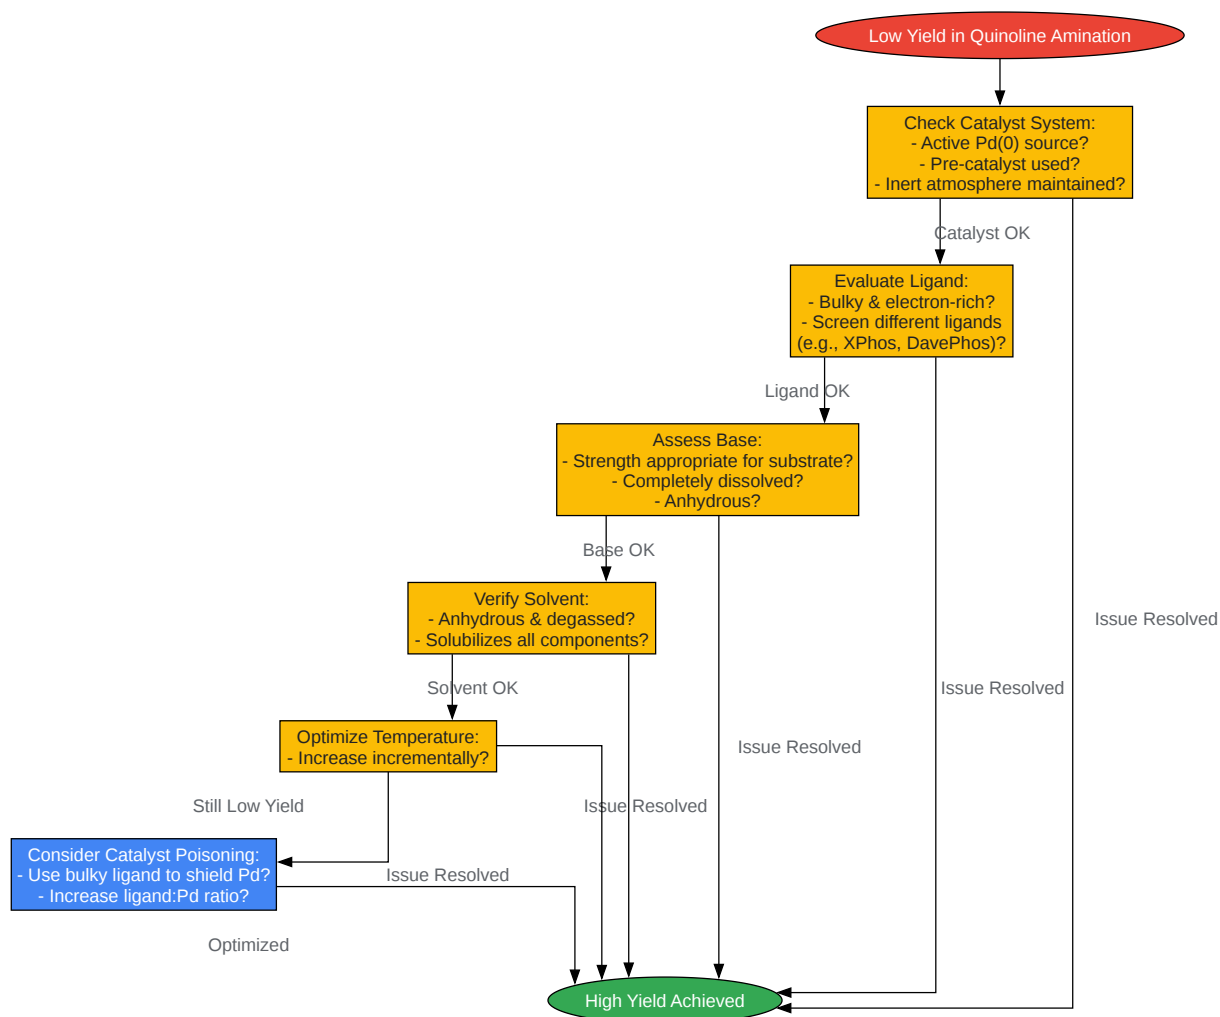 Low Yield in Quinoline Amination
Check Catalyst System:
- Active Pd(0) source?
- Pre-catalyst used?
- Inert atmosphere maintained?
Catalyst OK
Evaluate Ligand:
- Bulky & electron-rich?
- Screen different ligands
(e.g., XPhos, DavePhos)?
Ligand OK
Assess Base:
- Strength appropriate for substrate?
- Completely dissolved?
- Anhydrous?
Base OK
Verify Solvent:
- Anhydrous & degassed?
- Solubilizes all components?
Issue Resolved
Issue Resolved
Solvent OK
Optimize Temperature:
- Increase incrementally?
Issue Resolved
Still Low Yield
Issue Resolved
Consider Catalyst Poisoning:
- Use bulky ligand to shield Pd?
- Increase ligand:Pd ratio?
Issue Resolved
Optimized
High Yield Achieved